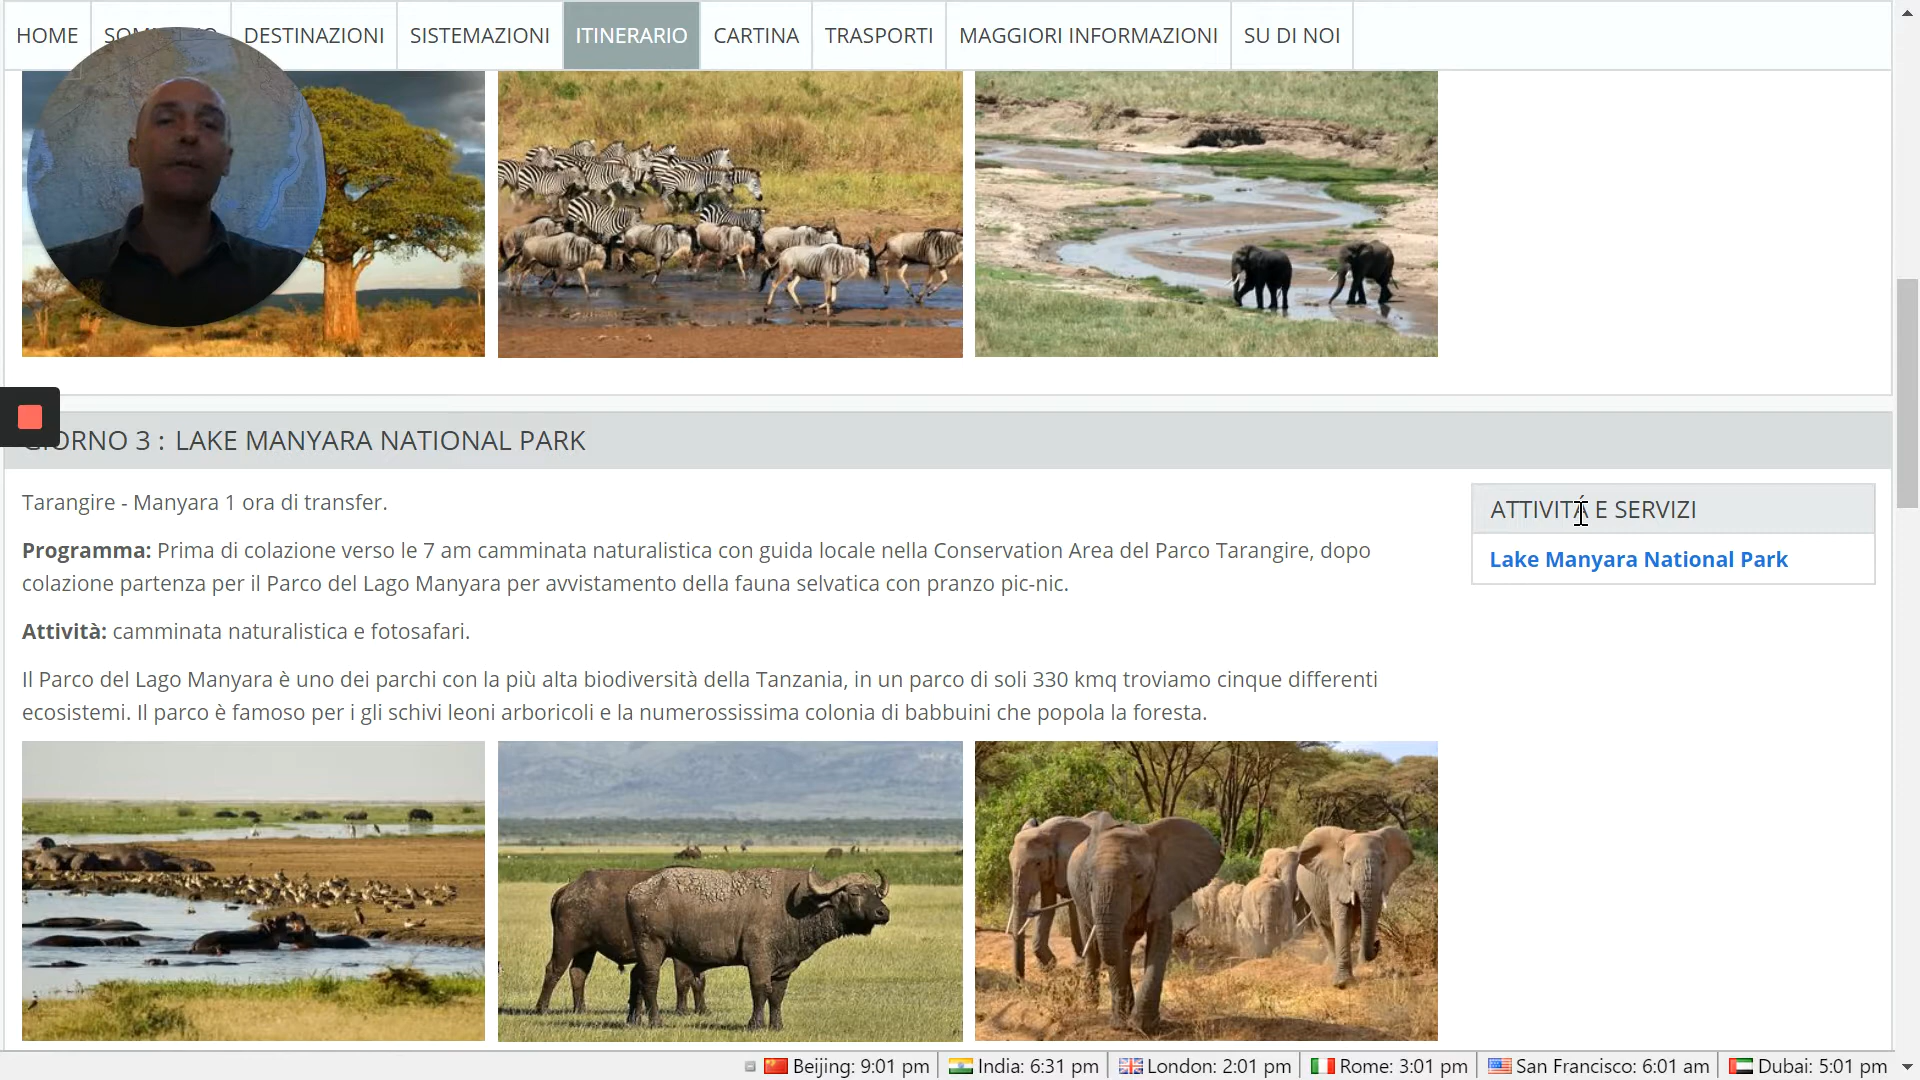 HOME
DESTINAZIONI
SISTEMAZIONI
ITINERARIO
CARTINA
TRASPORTI
MAGGIORI INFORMAZIONI
SU DI NOI
GIORNO 3 : LAKE MANYARA NATIONAL PARK
Tarangire - Manyara 1 ora di transfer.
Programma: Prima di colazione verso le 7 am camminata naturalistica con guida locale nella Conservation Area del Parco Tarangire, dopo
colazione partenza per il Parco del Lago Manyara per avvistamento della fauna selvatica con pranzo pic-nic.
Attività: camminata naturalistica e fotosafari.
Il Parco del Lago Manyara è uno dei parchi con la più alta biodiversità della Tanzania, in un parco di soli 330 kmq troviamo cinque differenti
ecosistemi. Il parco è famoso per i gli schivi leoni arboricoli e la numerossissima colonia di babbuini che popola la foresta.
ATTIVITÁ E SERVIZI
Lake Manyara National Park
Beijing: 9:01 pm
India: 6:31 pm
London: 2:01 pm
Rome: 3:01 pm
San Francisco: 6:01 am
Dubai: 5:01 pm